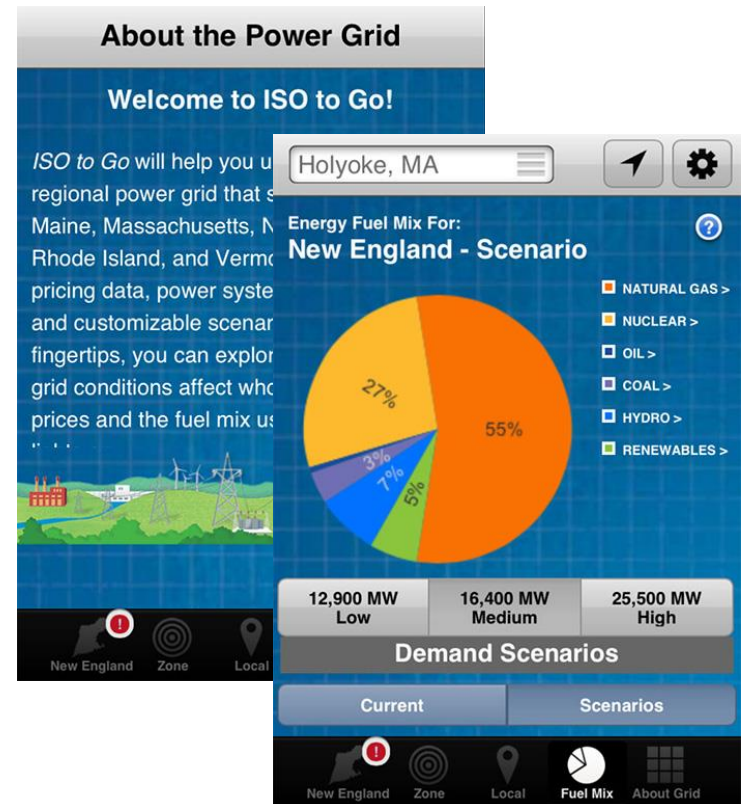 About the Power Grid
Welcome to ISO to Go!
ISO to Go will help you u
regional power grid that s
Maine, Massachusetts, N
Rhode Island, and Vermo
pricing data, power syste
and customizable scenar
fingertips, you can explor
grid conditions affect who
prices and the fuel mix us
New England
Zone
Local
Holyoke, MA
Energy Fuel Mix For:
New England - Scenario
?
NATURAL GAS >
NUCLEAR >
OIL >
COAL >
HYDRO >
RENEWABLES >
27%
55%
3%
7%
5%
12,900 MW
Low
16,400 MW
Medium
25,500 MW
High
Demand Scenarios
Current
Scenarios
New England
Zone
Local
Fuel Mix
About Grid